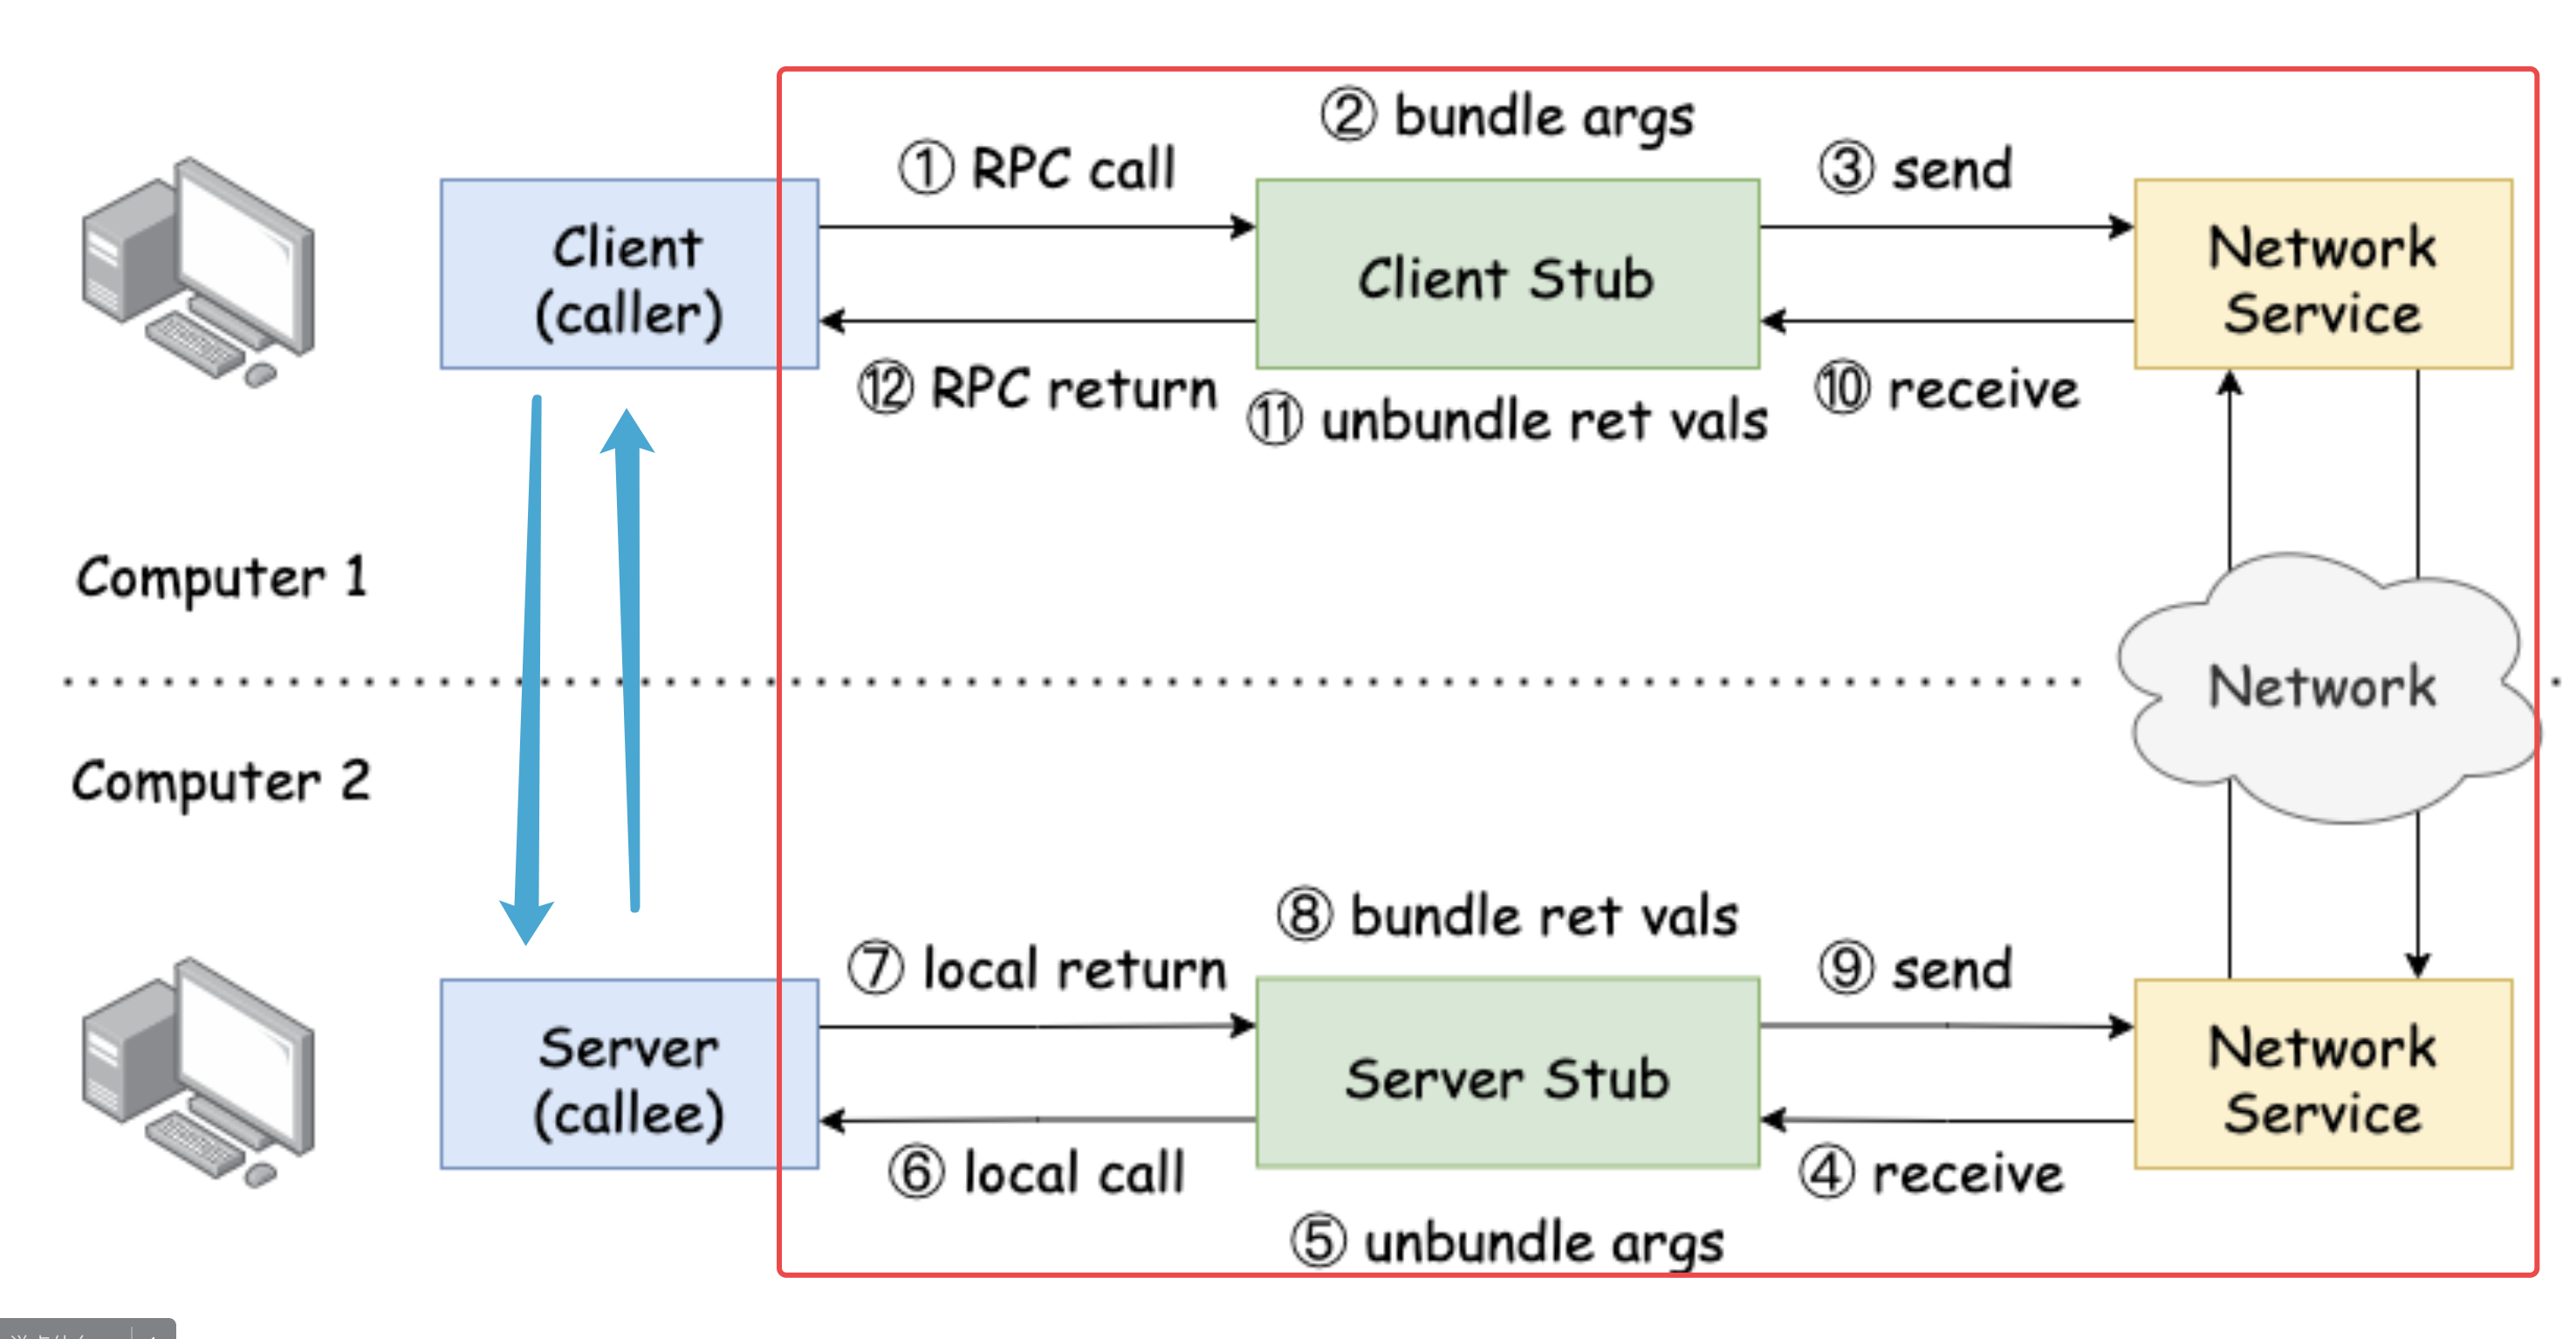 ② bundle args
① RPC call
③ send
Client
(caller)
Client Stub
Network
Service
⑫ RPC return
⑪ unbundle ret vals
⑩ receive
Computer 1
Network
Computer 2
⑧ bundle ret vals
⑦ local return
⑨ send
Server
(callee)
Server Stub
Network
Service
⑥ local call
④ receive
⑤ unbundle args